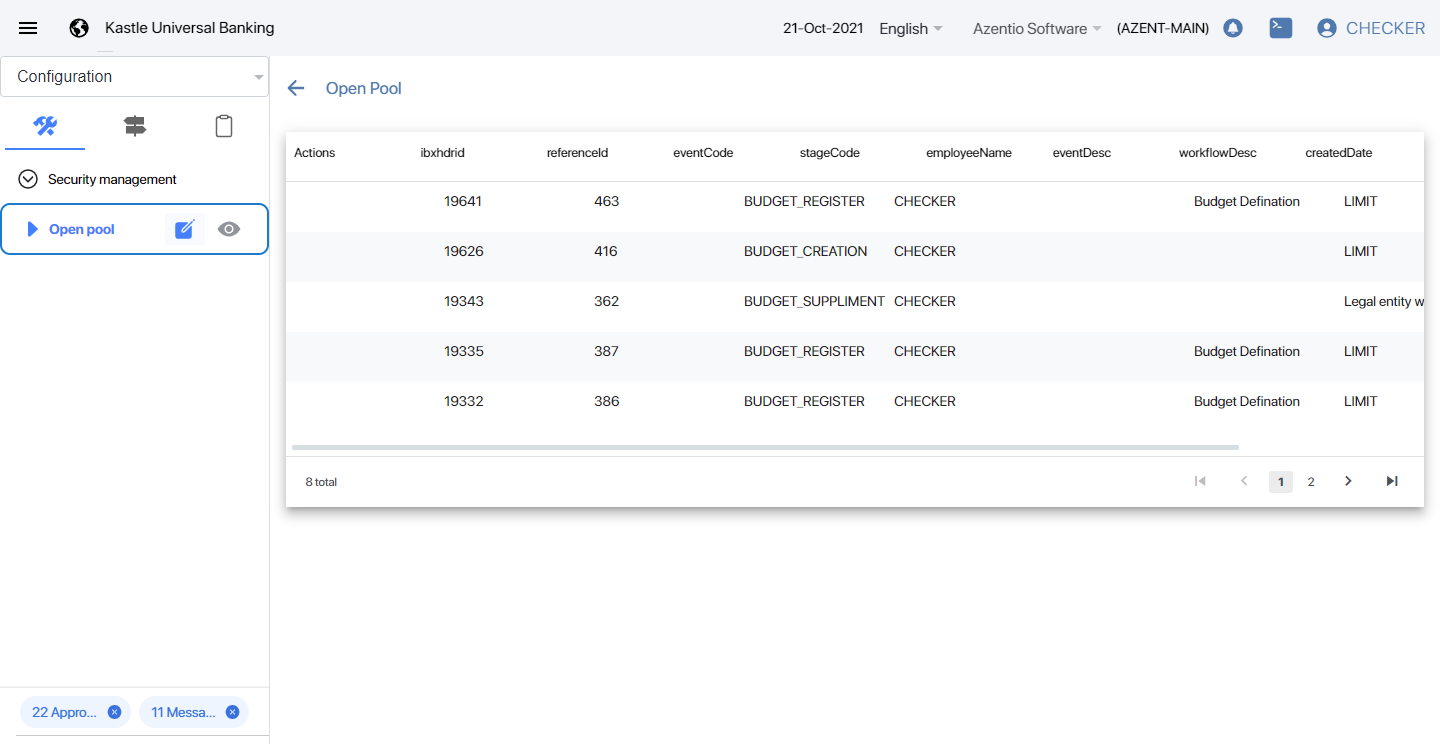 Kastle Universal Banking 21-Oct-2021 English Azentio Software (AZENT-MAIN) CHECKER
Configuration
Security management
Open pool
22 Appro...
11 Messa...
Open Pool
Actions ibxhdrid referenceId eventCode stageCode employeeName eventDesc workflowDesc createdDate
19641 463 BUDGET_REGISTER CHECKER Budget Defination LIMIT
19626 416 BUDGET_CREATION CHECKER LIMIT
19343 362 BUDGET_SUPPLIMENT CHECKER Legal entity w
19335 387 BUDGET_REGISTER CHECKER Budget Defination LIMIT
19332 386 BUDGET_REGISTER CHECKER Budget Defination LIMIT
8 total 1 2